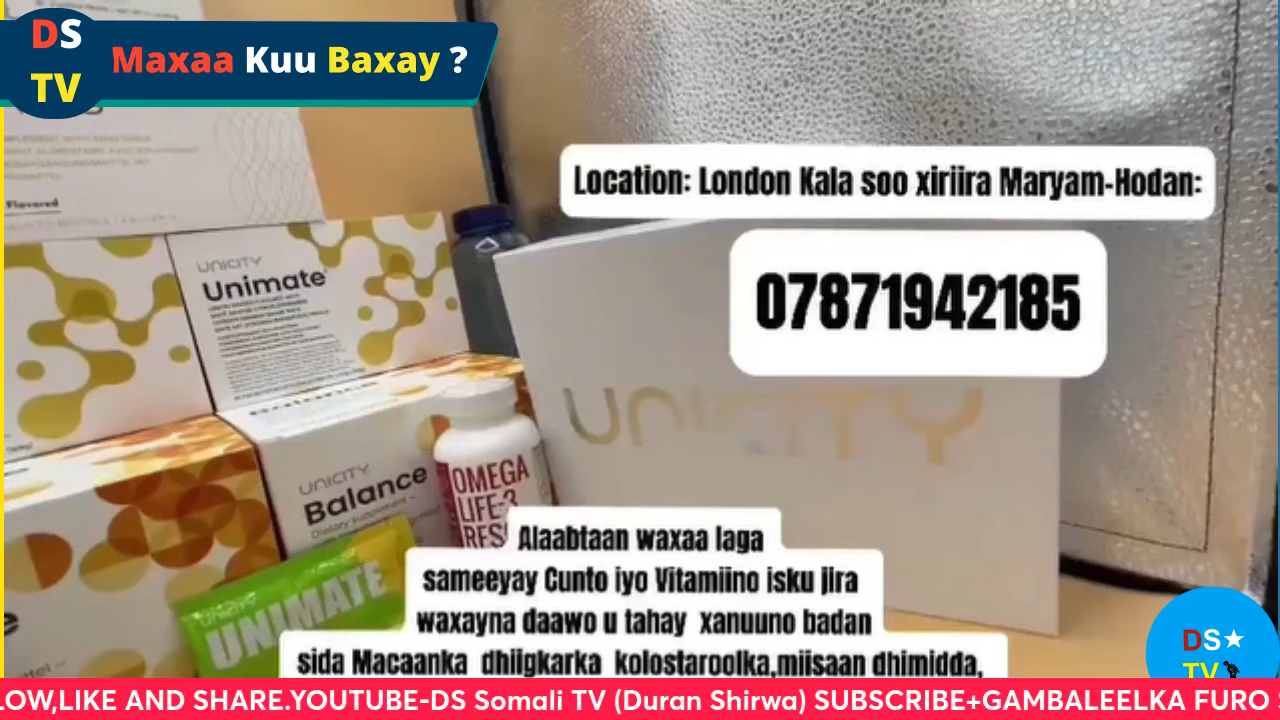 DS
TV
Maxaa Kuu Baxay ?
Location: London Kala soo xiriira Maryam-Hodan:
07871942185
Flavored
UNICITY
Unimate
UNICITY
Balance
Dietary supplement –
OMEGA
LIFE-3
RES
UNICITY
UNICITY
UNIMATE
Alaabtaan waxaa laga
sameeyay Cunto iyo Vitamiino isku jira
waxayna daawo u tahay xanuuno badan
sida Macaanka dhiigkarka kolostaroolka,miisaan dhimidda,
DS★
TV
LOW,LIKE AND SHARE.YOUTUBE-DS Somali TV (Duran Shirwa) SUBSCRIBE+GAMBALEELKA FURO